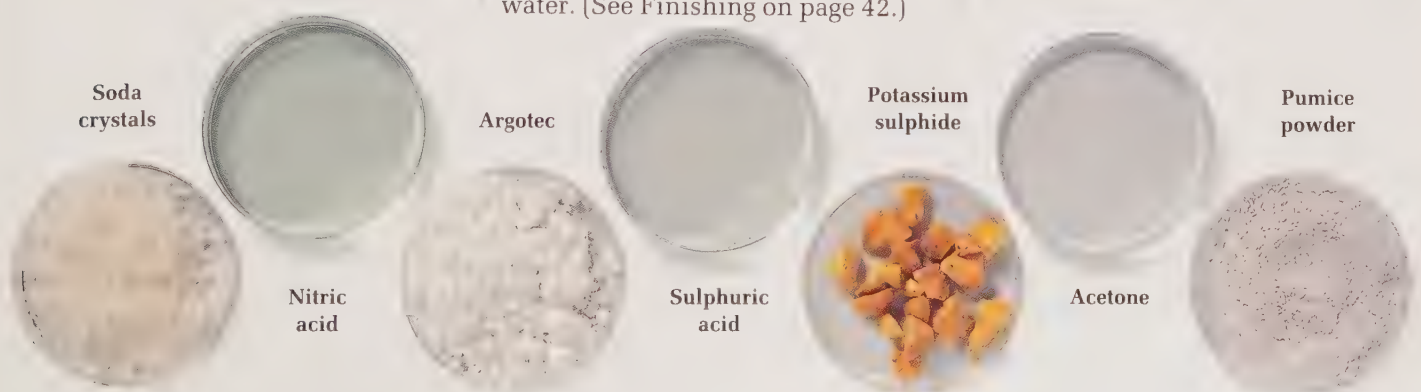 water. (See Finishing on page 42.)
Soda
crystals
Nitric
acid
Argotec
Sulphuric
acid
Potassium
sulphide
Acetone
Pumice
powder